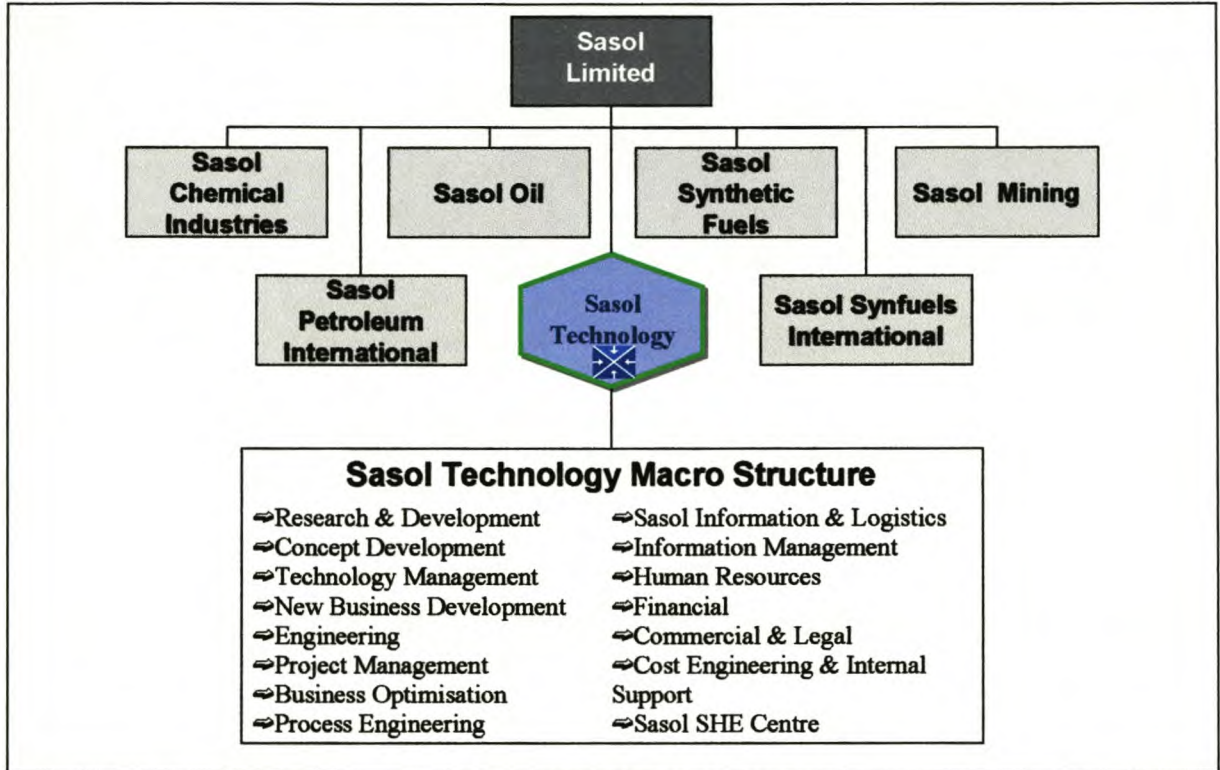 Sasol
Limited
Sasol
Chemical
Industries
Sasol Oil
Sasol
Synthetic
Fuels
Sasol Mining
Sasol
Petroleum
International
Sasol
Technology
Sasol Synfuels
International
Sasol Technology Macro Structure
⇨Research & Development
⇨Concept Development
⇨Technology Management
⇨New Business Development
⇨Engineering
⇨Project Management
⇨Business Optimisation
⇨Process Engineering
⇨Sasol Information & Logistics
⇨Information Management
⇨Human Resources
⇨Financial
⇨Commercial & Legal
⇨Cost Engineering & Internal
Support
⇨Sasol SHE Centre